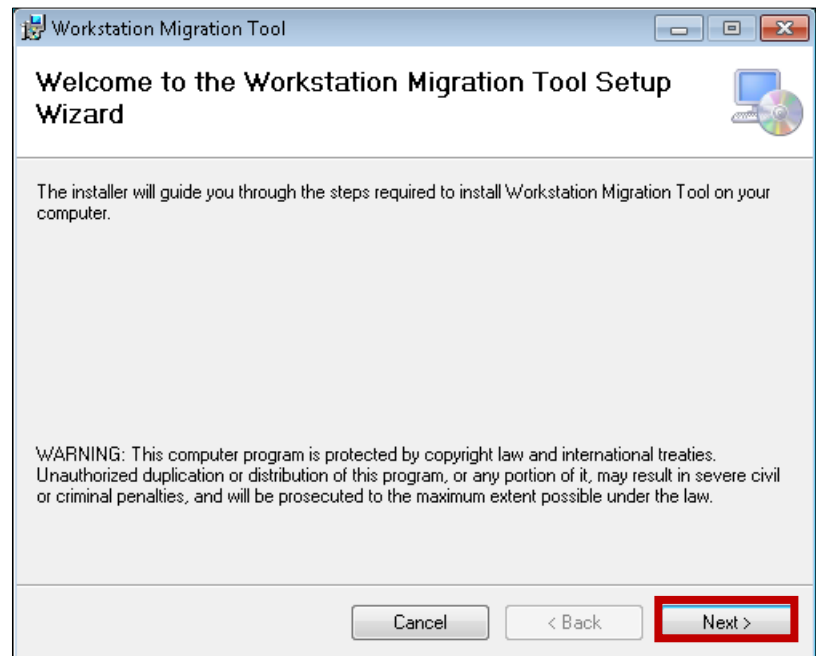 Workstation Migration Tool
Welcome to the Workstation Migration Tool Setup
Wizard
The installer will guide you through the steps required to install Workstation Migration Tool on your
computer.
WARNING: This computer program is protected by copyright law and international treaties.
Unauthorized duplication or distribution of this program, or any portion of it, may result in severe civil
or criminal penalties, and will be prosecuted to the maximum extent possible under the law.
Cancel < Back Next >